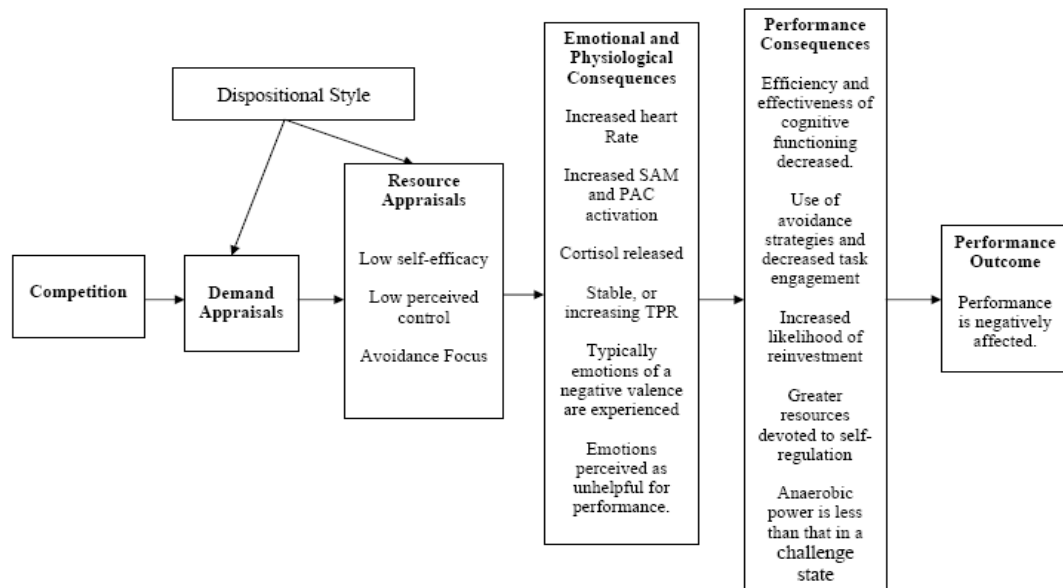 Dispositional Style
Competition
Demand
Appraisals
Resource
Appraisals
Low self-efficacy
Low perceived
control
Avoidance Focus
Emotional and
Physiological
Consequences
Increased heart
Rate
Increased SAM
and PAC
activation
Cortisol released
Stable, or
increasing TPR
Typically
emotions of a
negative valence
are experienced
Emotions
perceived as
unhelpful for
performance.
Performance
Consequences
Efficiency and
effectiveness of
cognitive
functioning
decreased.
Use of
avoidance
strategies and
decreased task
engagement
Increased
likelihood of
reinvestment
Greater
resources
devoted to self-
regulation
Anaerobic
power is less
than that in a
challenge
state
Performance
Outcome
Performance
is negatively
affected.